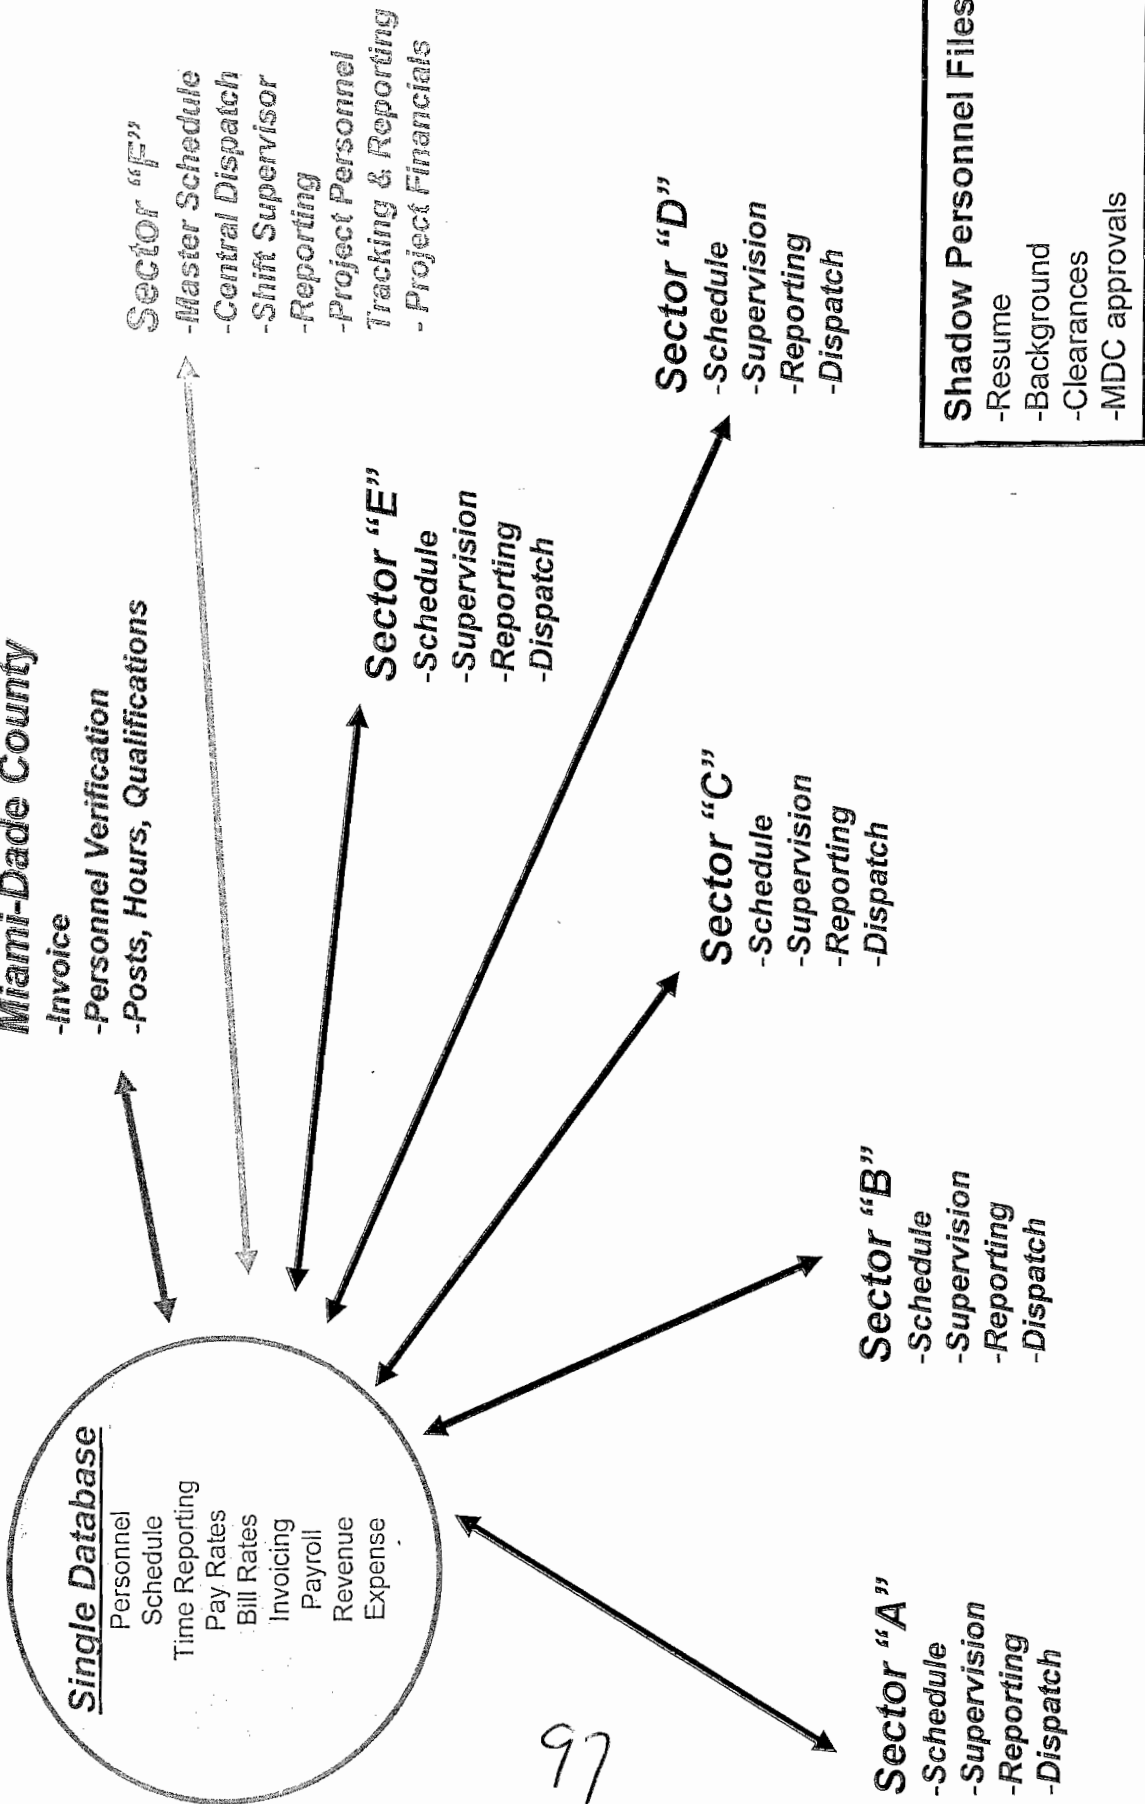 Miami-Dade County
-Invoice
-Personnel Verification
-Posts, Hours, Qualifications
Single Database
Personnel
Schedule
Time Reporting
Pay Rates
Bill Rates
Invoicing
Payroll
Revenue
Expense
Sector “F”
-Master Schedule
-Central Dispatch
-Shift Supervisor
-Reporting
-Project Personnel
Tracking & Reporting
- Project Financials
Sector “E”
-Schedule
-Supervision
-Reporting
-Dispatch
Sector “D”
-Schedule
-Supervision
-Reporting
-Dispatch
Sector “C”
-Schedule
-Supervision
-Reporting
-Dispatch
Sector “B”
-Schedule
-Supervision
-Reporting
-Dispatch
Sector “A”
-Schedule
-Supervision
-Reporting
-Dispatch
Shadow Personnel Files
-Resume
-Background
-Clearances
-MDC approvals
97